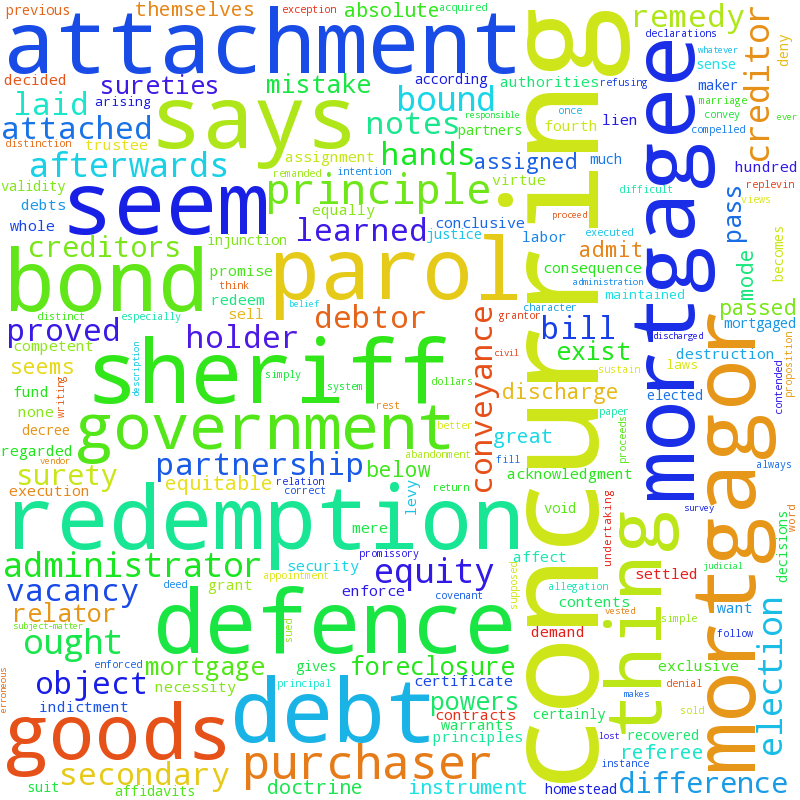 previous
themselves
exception
absolute
acquired
attachment
concurring
remedy
declarations
creditor
deny
whatever
sense
mortgagee
decided
sureties
mistake
according
authorities
refusing
maker
laid
arising
says
bound
responsible
once
marriage
convey
ever
attached
notes
partners
fourth
lien
compelled
distinction
trustee
hands
afterwards
assignment
assigned
much
hundred
remanded
validity
seem
principle
intention
virtue
difficult
replevin
debts
equally
proceed
pass
views
whole
learned
conclusive
justice
labor
executed
becomes
creditors
injunction
parol
admit
bond
promise
think
redeem
consequence
administration
mode
maintained
sell
belief
character
passed
distinct
especially
debtor
conveyance
grantor
bill
mortgagor
mortgaged
proved
holder
civil
discharged
competent
sheriff
exist
destruction
seems
description
simply
system
dollars
sustain
laws
proposition
fund
writing
discharge
elected
contended
none
government
rest
paper
decree
better
great
proceeds
always
regarded
vendor
partnership
abandonment
fill
surety
below
acknowledgment
equitable
relation
execution
correct
levy
return
void
undertaking
survey
word
redemption
mere
thing
decisions
administrator
promissory
affect
judicial
security
equity
settled
vacancy
deed
grant
appointment
enforce
covenant
supposed
allegation
contents
want
relator
vested
election
subject-matter
defence
simple
sued
demand
follow
ought
enforced
mortgage
gives
foreclosure
exclusive
erroneous
object
necessity
principal
certificate
denial
makes
indictment
debt
powers
sold
goods
contracts
certainly
warrants
lost
recovered
principles
purchaser
referee
secondary
instance
suit
affidavits
doctrine
instrument
homestead
difference